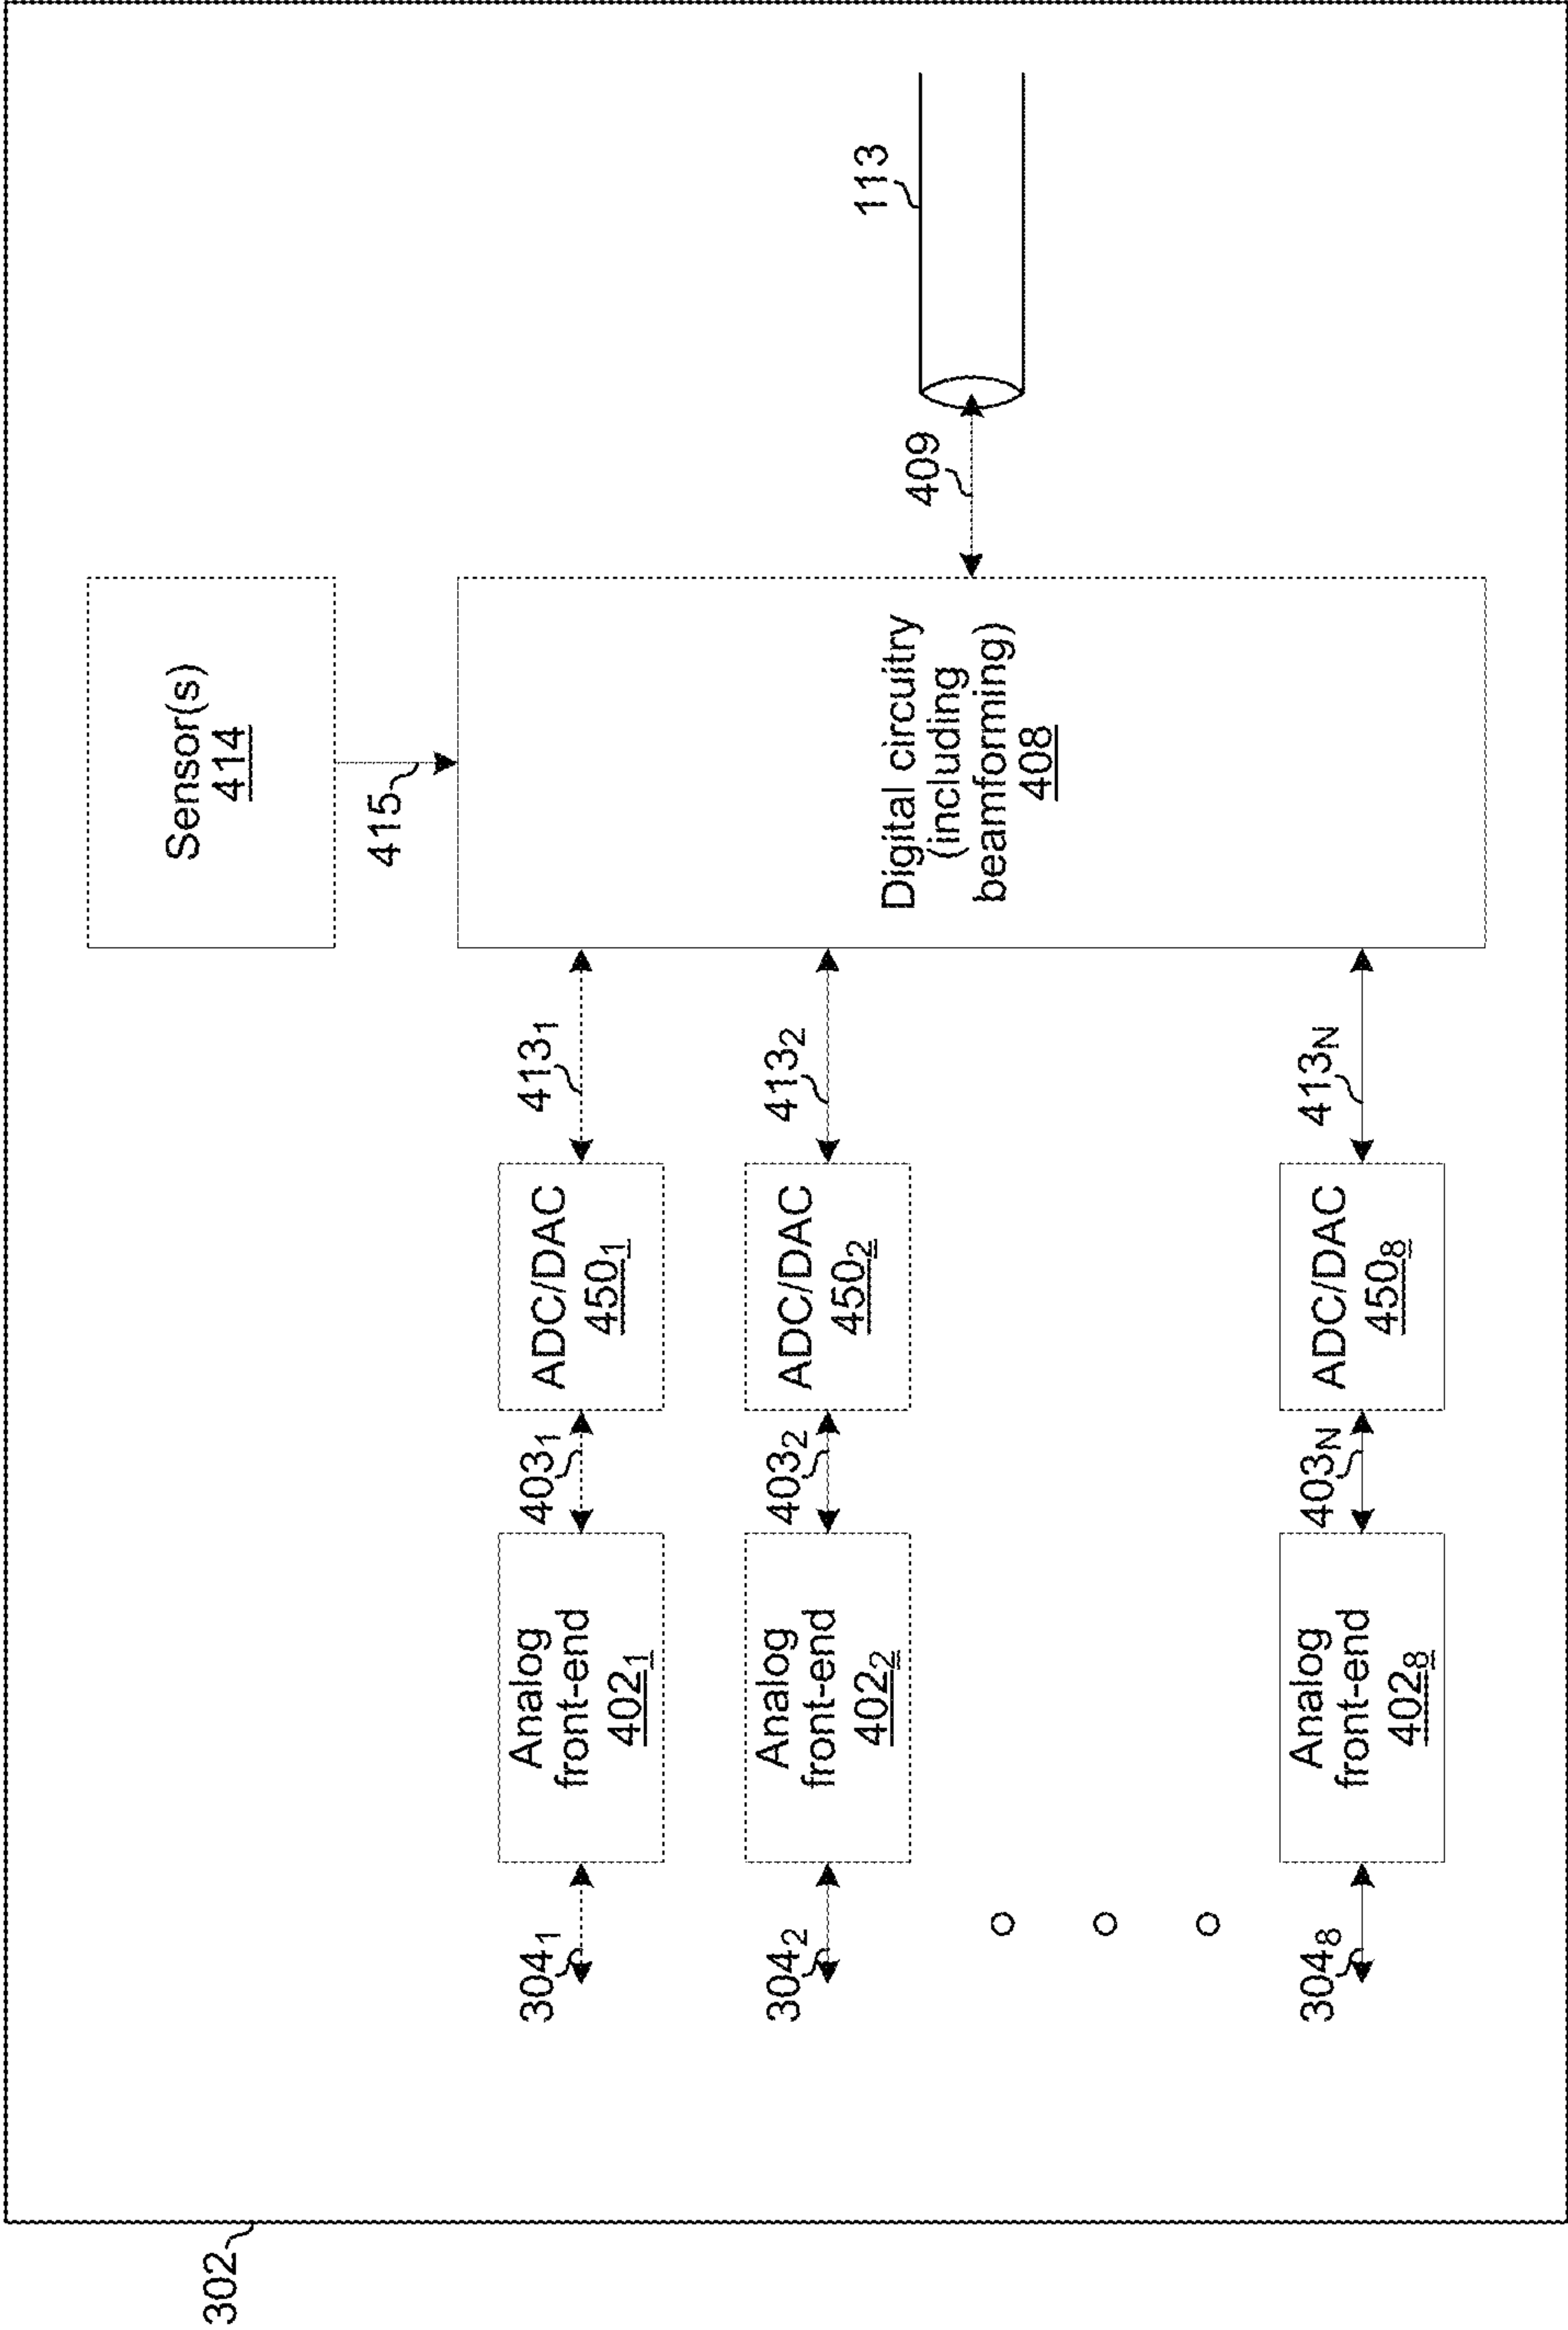 302
Sensor(s)
414
415
304₁
Analog
front-end
402₁
403₁
ADC/DAC
450₁
413₁
304₂
Analog
front-end
402₂
403₂
ADC/DAC
450₂
413₂
304₈
Analog
front-end
402₈
403N
ADC/DAC
450₈
413N
Digital circuitry
(including
beamforming)
408
409
113